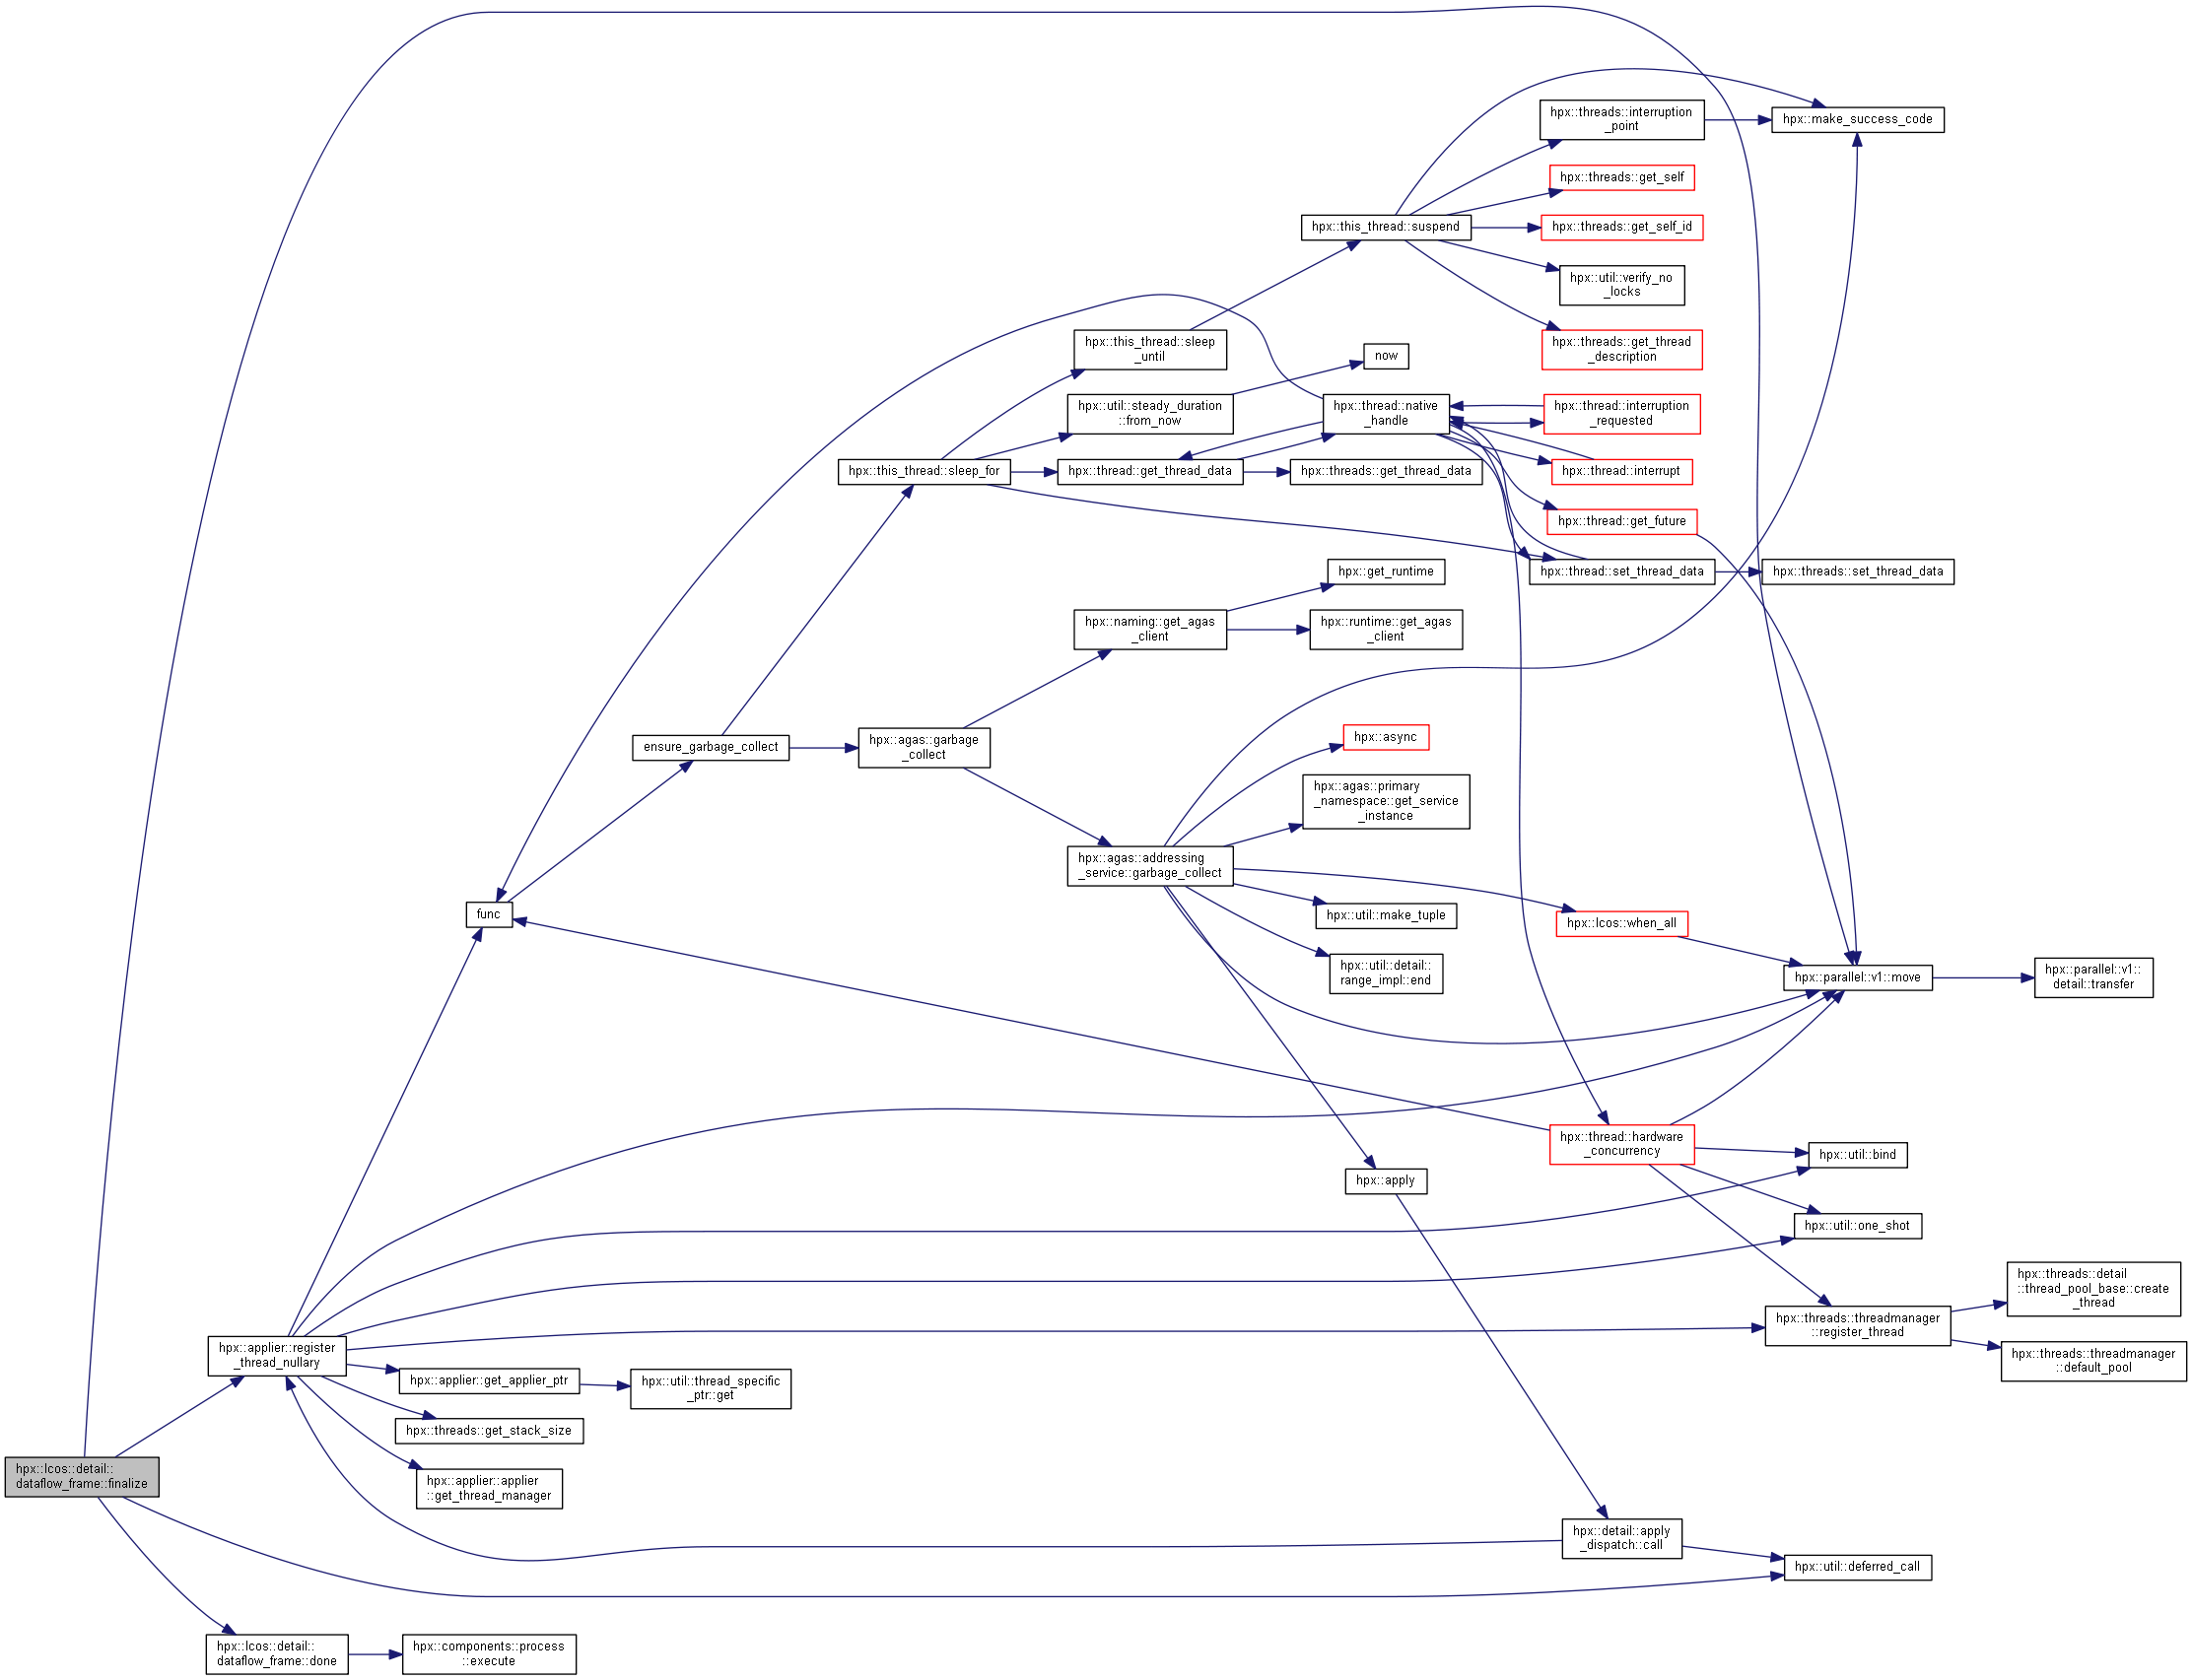 hpx::threads::interruption
_point
hpx::make_success_code
hpx::threads::get_self
hpx::this_thread::suspend
hpx::threads::get_self_id
hpx::util::verify_no
_locks
hpx::this_thread::sleep
_until
hpx::threads::get_thread
_description
now
hpx::util::steady_duration
::from_now
hpx::thread::native
_handle
hpx::thread::interruption
_requested
hpx::this_thread::sleep_for
hpx::thread::get_thread_data
hpx::threads::get_thread_data
hpx::thread::interrupt
hpx::thread::get_future
hpx::get_runtime
hpx::thread::set_thread_data
hpx::threads::set_thread_data
hpx::naming::get_agas
_client
hpx::runtime::get_agas
_client
ensure_garbage_collect
hpx::agas::garbage
_collect
hpx::async
hpx::agas::primary
_namespace::get_service
_instance
hpx::agas::addressing
_service::garbage_collect
func
hpx::util::make_tuple
hpx::lcos::when_all
hpx::util::detail::
range_impl::end
hpx::parallel::v1::move
hpx::parallel::v1::
detail::transfer
hpx::thread::hardware
_concurrency
hpx::util::bind
hpx::apply
hpx::util::one_shot
hpx::threads::detail
::thread_pool_base::create
_thread
hpx::threads::threadmanager
::register_thread
hpx::applier::register
_thread_nullary
hpx::threads::threadmanager
::default_pool
hpx::applier::get_applier_ptr
hpx::util::thread_specific
_ptr::get
hpx::threads::get_stack_size
hpx::lcos::detail::
dataflow_frame::finalize
hpx::applier::applier
::get_thread_manager
hpx::detail::apply
_dispatch::call
hpx::util::deferred_call
hpx::lcos::detail::
dataflow_frame::done
hpx::components::process
::execute